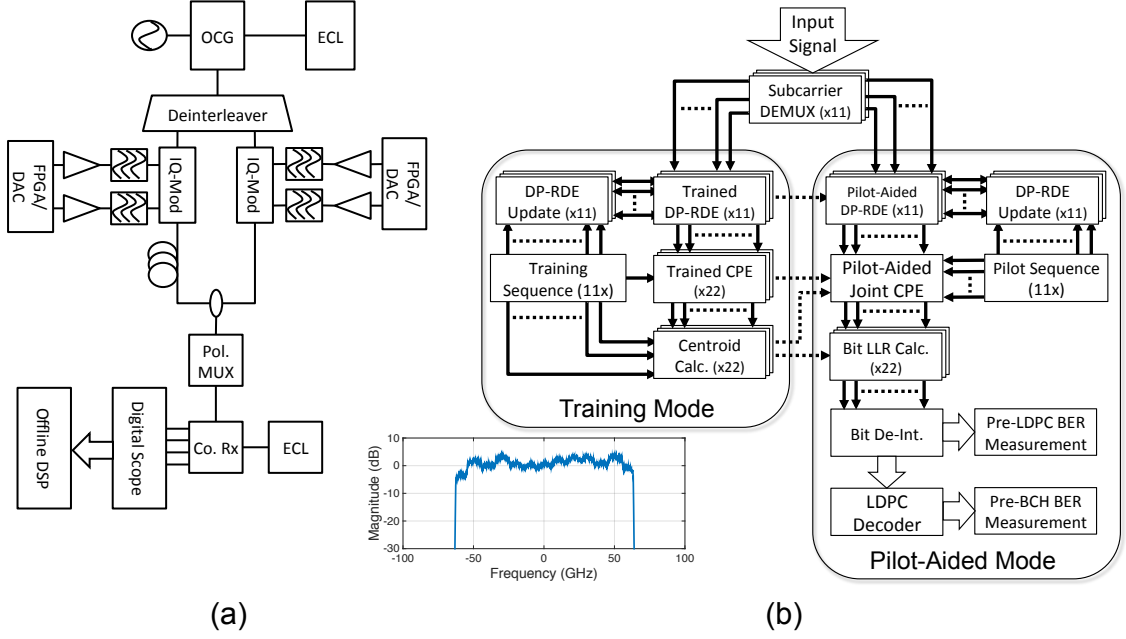 OCG
ECL
Deinterleaver
FPGA/
DAC
IQ-Mod
IQ-Mod
FPGA/
DAC
Pol.
MUX
Offline DSP
Digital Scope
Co. Rx
ECL
(a)
Input
Signal
Subcarrier
DEMUX (x11)
DP-RDE
Update (x11)
Trained
DP-RDE (x11)
Training
Sequence (11x)
Trained CPE
(x22)
Centroid
Calc. (x22)
Training Mode
Pilot-Aided
DP-RDE (x11)
DP-RDE
Update (x11)
Pilot-Aided
Joint CPE
Pilot Sequence
(11x)
Bit LLR Calc.
(x22)
Bit De-Int.
Pre-LDPC BER
Measurement
LDPC
Decoder
Pre-BCH BER
Measurement
Pilot-Aided Mode
Magnitude (dB)
10
0
-10
-20
-30
-100
-50
0
50
100
Frequency (GHz)
(b)